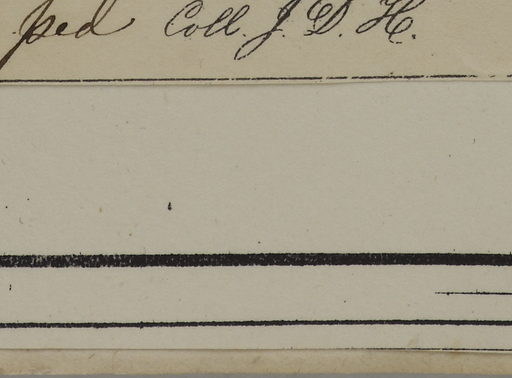 ped Coll. J. D. H.